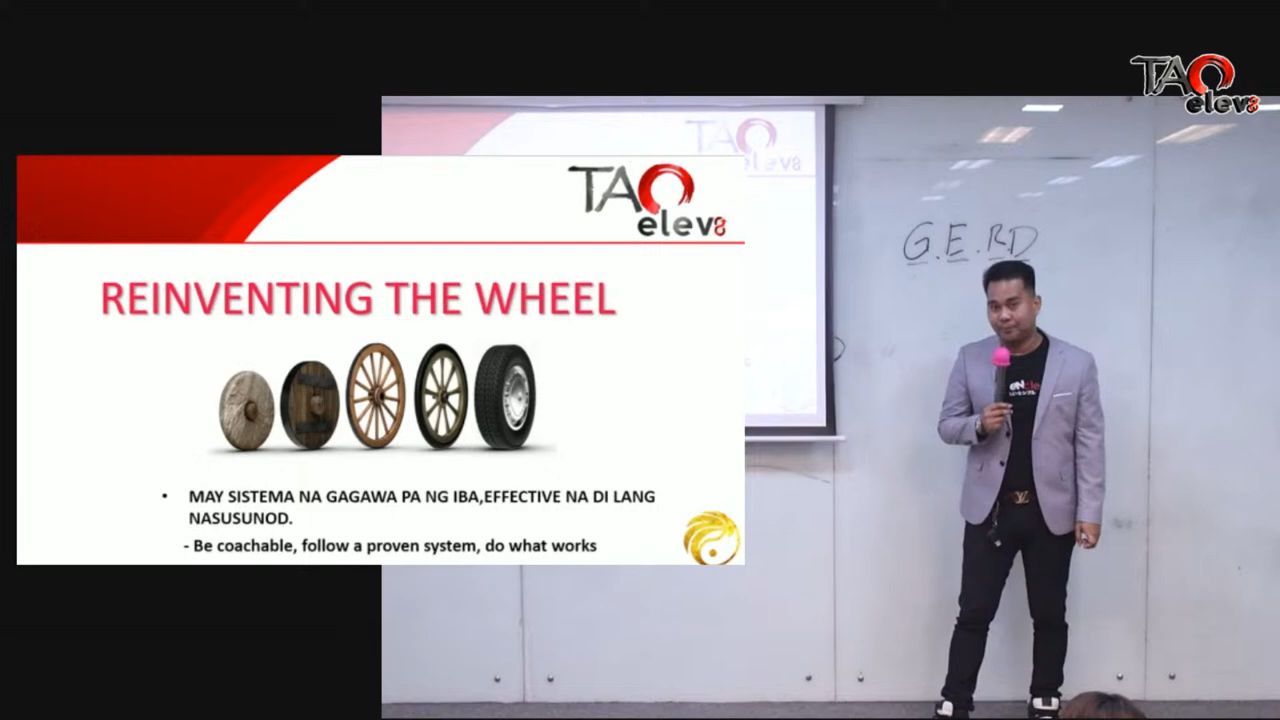 TAO
elev8
TAO
elev8
REINVENTING THE WHEEL
• MAY SISTEMA NA GAGAWA PA NG IBA,EFFECTIVE NA DI LANG
NASUSUNOD.
- Be coachable, follow a proven system, do what works
TAO
elev8
G.E.RD